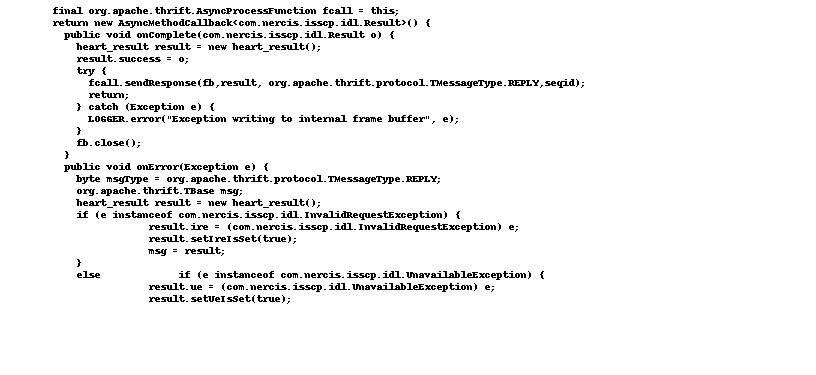 final org.apache.thrift.AsyncProcessFunction fcall = this;
return new AsyncMethodCallback<com.nercis.isscp.idl.Result>() {
public void onComplete(com.nercis.isscp.idl.Result o) {
heart_result result = new heart_result();
result.success = o;
try {
fcall.sendResponse(fb,result, org.apache.thrift.protocol.TMessageType.REPLY,seqid);
return;
} catch (Exception e) {
LOGGER.error("Exception writing to internal frame buffer", e);
}
fb.close();
}
public void onError(Exception e) {
byte msgType = org.apache.thrift.protocol.TMessageType.REPLY;
org.apache.thrift.TBase msg;
heart_result result = new heart_result();
if (e instanceof com.nercis.isscp.idl.InvalidRequestException) {
result.ire = (com.nercis.isscp.idl.InvalidRequestException) e;
result.setIreIsSet(true);
msg = result;
}
else             if (e instanceof com.nercis.isscp.idl.UnavailableException) {
result.ue = (com.nercis.isscp.idl.UnavailableException) e;
result.setUeIsSet(true);